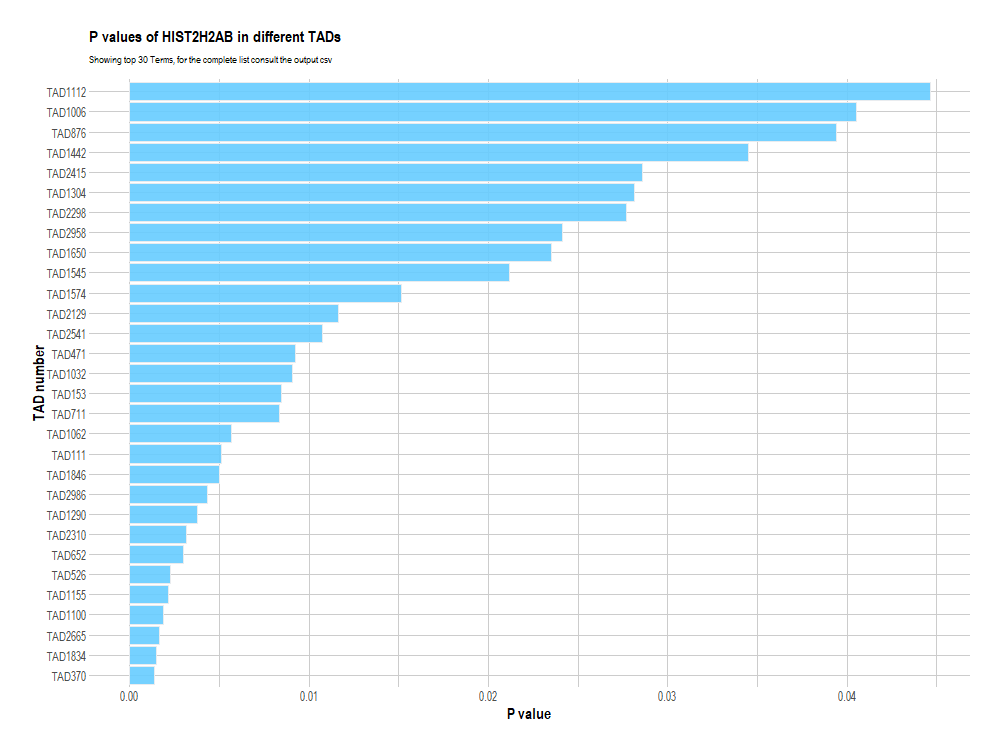 P values of HIST2H2AB in different TADs
Showing top 30 Terms, for the complete list consult the output csv
TAD number
TAD1112
TAD1006
TAD876
TAD1442
TAD2415
TAD1304
TAD2298
TAD2958
TAD1650
TAD1545
TAD1574
TAD2129
TAD2541
TAD471
TAD1032
TAD153
TAD711
TAD1062
TAD111
TAD1846
TAD2986
TAD1290
TAD2310
TAD652
TAD526
TAD1155
TAD1100
TAD2665
TAD1834
TAD370
0.00 0.01 0.02 0.03 0.04
P value